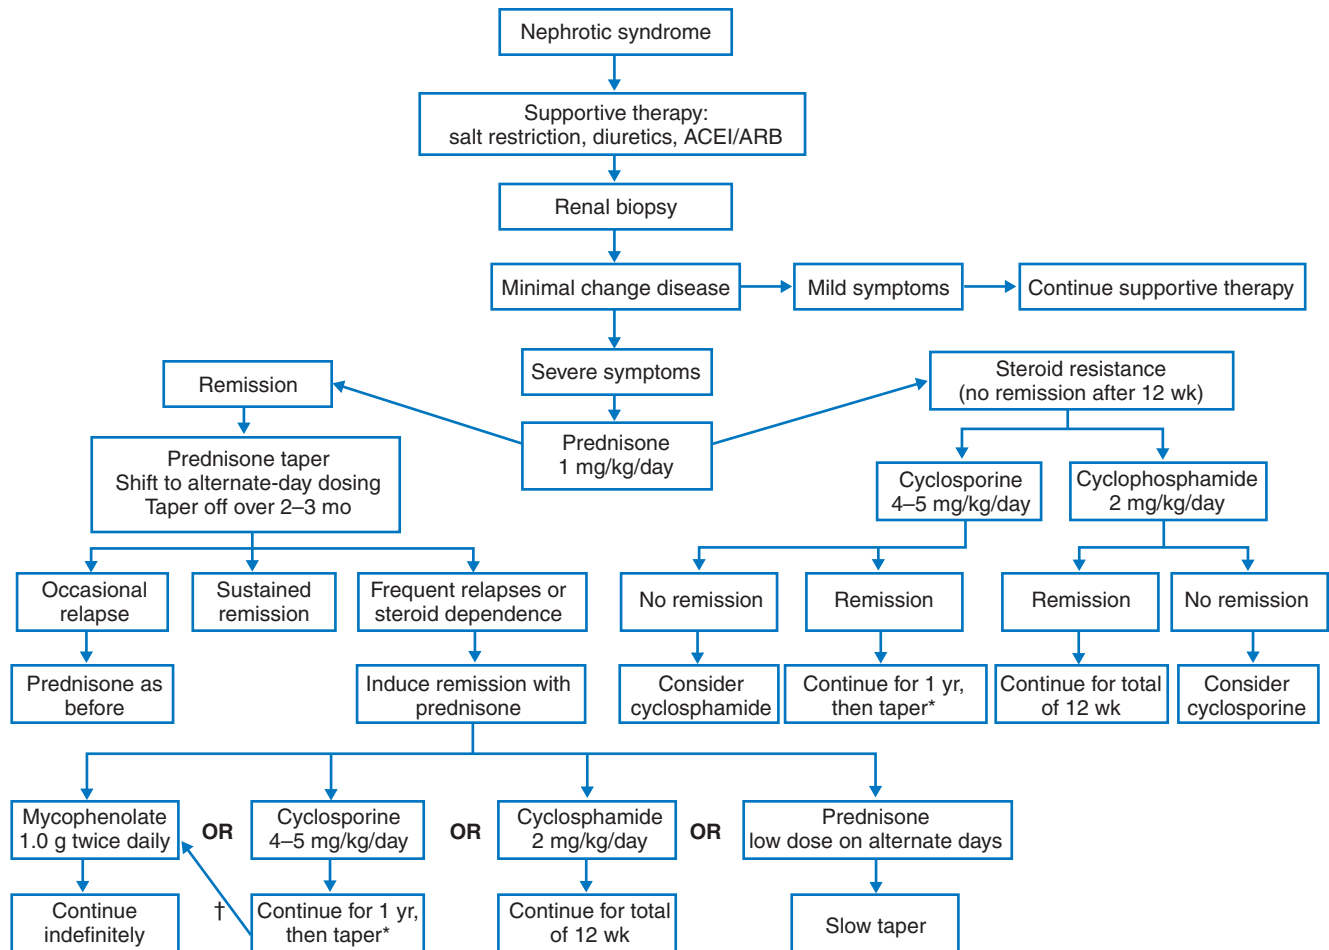 Nephrotic syndrome
Supportive therapy:
salt restriction, diuretics, ACEI/ARB
Renal biopsy
Minimal change disease
Mild symptoms
Continue supportive therapy
Severe symptoms
Remission
Steroid resistance
(no remission after 12 wk)
Prednisone
1 mg/kg/day
Prednisone taper
Shift to alternate-day dosing
Taper off over 2–3 mo
Cyclosporine
4–5 mg/kg/day
Cyclophosphamide
2 mg/kg/day
Occasional
relapse
Sustained
remission
Frequent relapses or
steroid dependence
No remission
Remission
Remission
No remission
Prednisone as
before
Induce remission with
prednisone
Consider
cyclosphamide
Continue for 1 yr,
then taper*
Continue for total
of 12 wk
Consider
cyclosporine
Mycophenolate
1.0 g twice daily
OR
Cyclosporine
4–5 mg/kg/day
OR
Cyclosphamide
2 mg/kg/day
OR
Prednisone
low dose on alternate days
Continue
indefinitely
†
Continue for 1 yr,
then taper*
Continue for total
of 12 wk
Slow taper